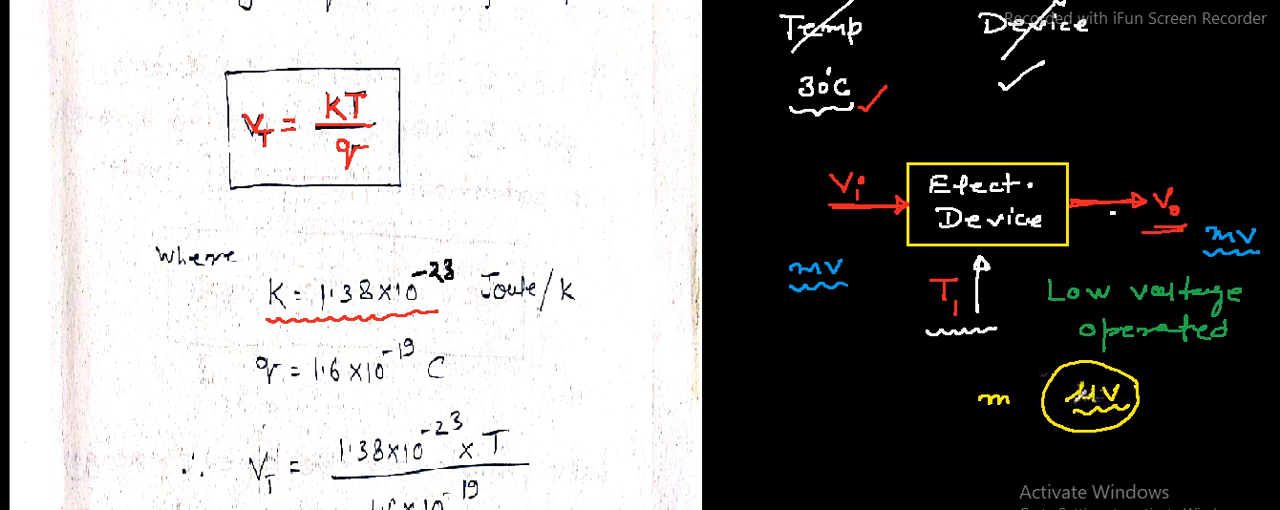 V_T = KT/q
where
K = 1.38×10^-23 Joule/k
q = 1.6×10^-19 C
∴ V_T = 1.38×10^-23 × T
10^-19
Recorded with iFun Screen Recorder
Temp Device
30°C
Vi
Elect.
Device
Vo
mV
mV
T1
Low voltage
operated
m
μV
Activate Windows